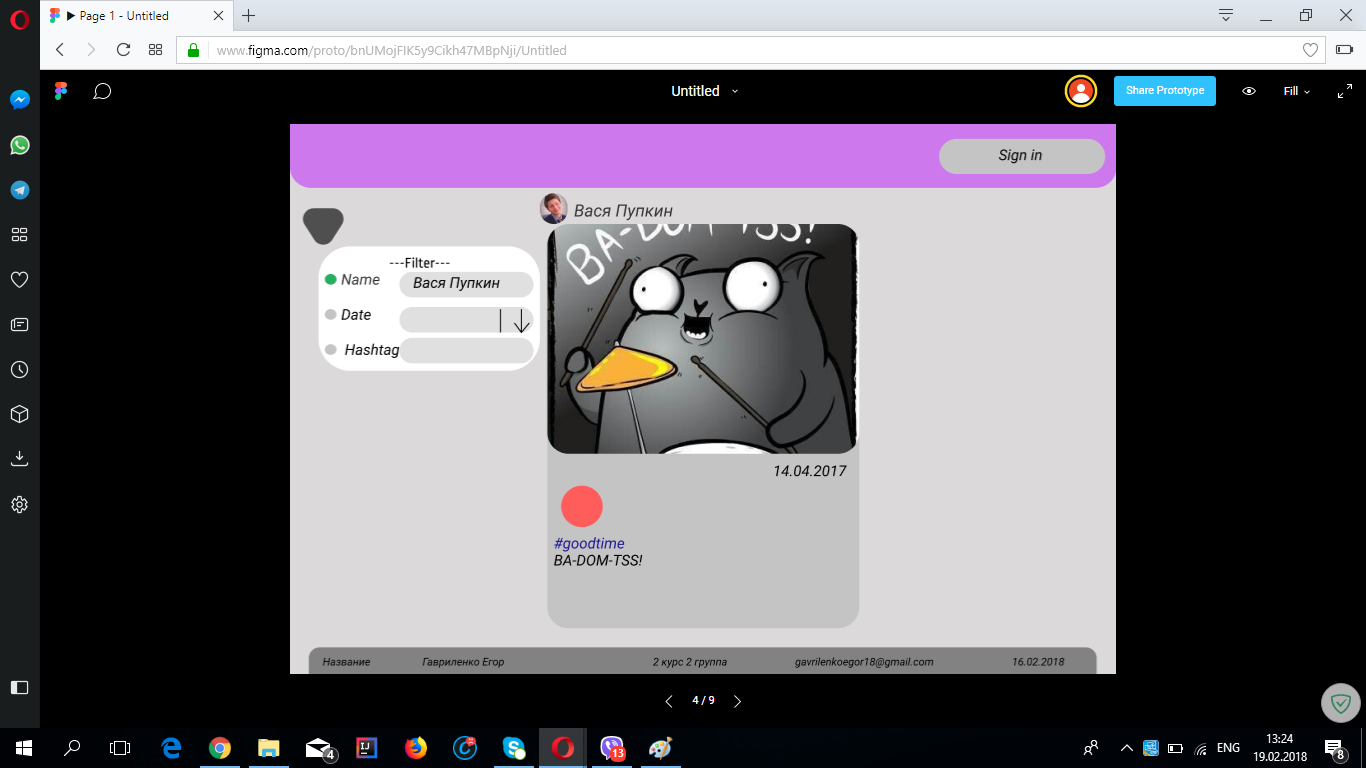 Page 1 - Untitled
www.figma.com/proto/bnUMojFIK5y9Cikh47MBpNji/Untitled
Untitled
Share Prototype
Fill
Sign in
Вася Пупкин
BA-DOM-TSS!
---Filter---
Name
Вася Пупкин
Date
Hashtag
14.04.2017
#goodtime
BA-DOM-TSS!
Название Гавриленко Егор 2 курс 2 группа gavrilenkoegor18@gmail.com 16.02.2018
4 / 9
4
IJ
13
ENG
13:24
19.02.2018
8